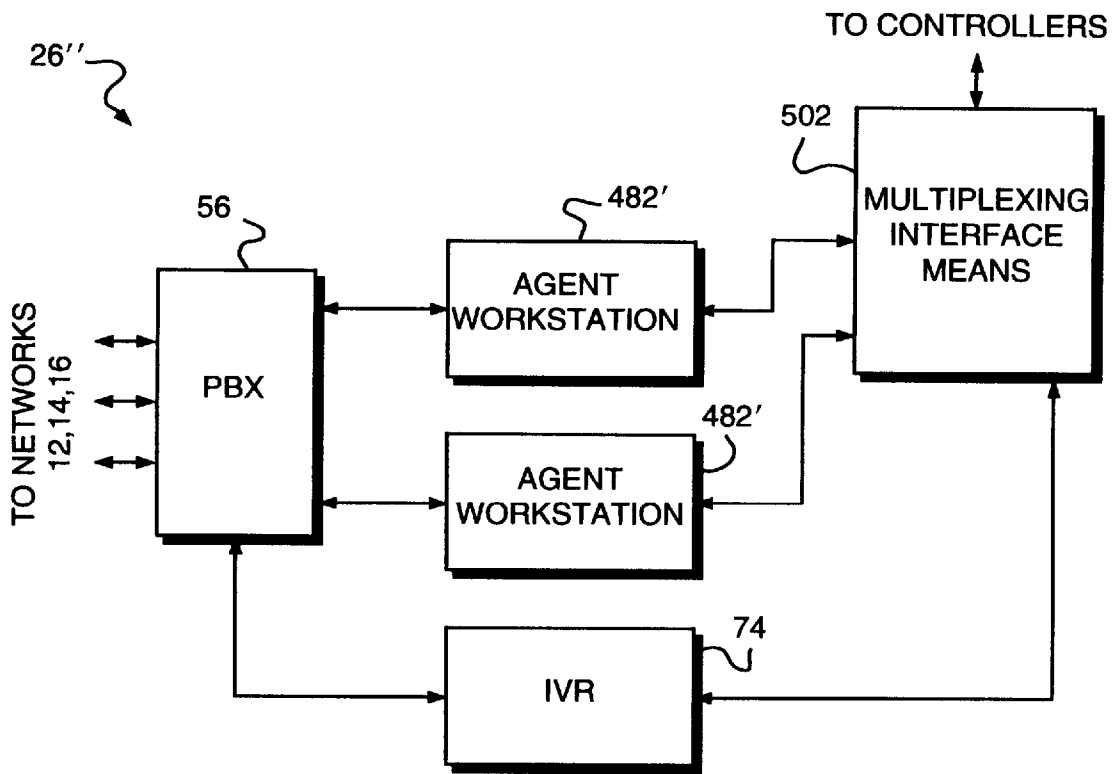 TO CONTROLLERS
26''
502
MULTIPLEXING
INTERFACE
MEANS
56
482'
AGENT
WORKSTATION
TO NETWORKS
12,14,16
PBX
482'
AGENT
WORKSTATION
74
IVR